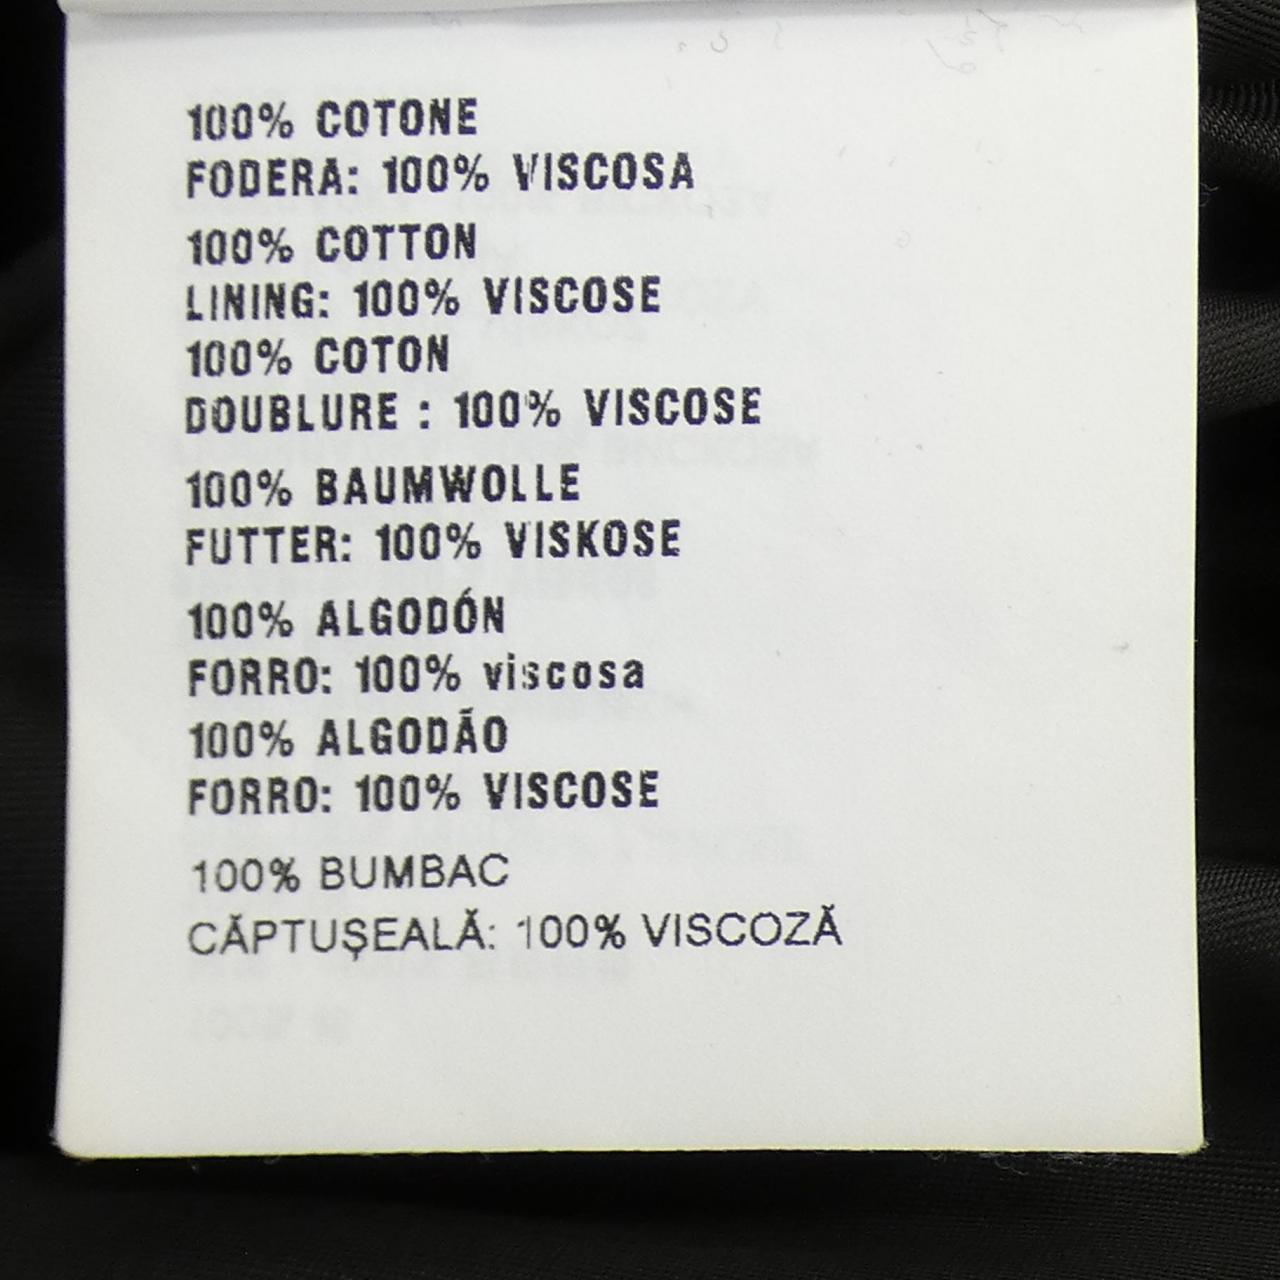 100% COTONE
FODERA: 100% VISCOSA
100% COTTON
LINING: 100% VISCOSE
100% COTON
DOUBLURE : 100% VISCOSE
100% BAUMWOLLE
FUTTER: 100% VISKOSE
100% ALGODÓN
FORRO: 100% viscosa
100% ALGODÃO
FORRO: 100% VISCOSE
100% BUMBAC
CĂPTUȘEALĂ: 100% VISCOZĂ